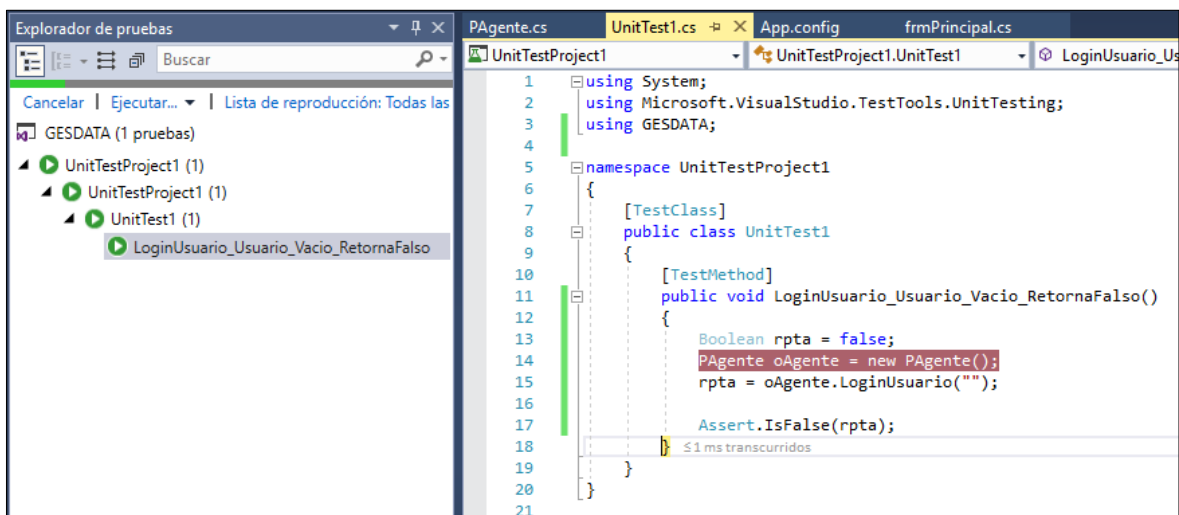 Explorador de pruebas
Buscar
Cancelar | Ejecutar... | Lista de reproducción: Todas las
GESDATA (1 pruebas)
UnitTestProject1 (1)
UnitTestProject1 (1)
UnitTest1 (1)
LoginUsuario_Usuario_Vacio_RetornaFalso
PAgente.cs UnitTest1.cs App.config frmPrincipal.cs
UnitTestProject1 UnitTestProject1.UnitTest1 LoginUsuario_Us
1 using System;
2 using Microsoft.VisualStudio.TestTools.UnitTesting;
3 using GESDATA;
4
5 namespace UnitTestProject1
6 {
7 [TestClass]
8 public class UnitTest1
9 {
10 [TestMethod]
11 public void LoginUsuario_Usuario_Vacio_RetornaFalso()
12 {
13 Boolean rpta = false;
14 PAgente oAgente = new PAgente();
15 rpta = oAgente.LoginUsuario("");
16
17 Assert.IsFalse(rpta);
18 } ≤ 1 ms transcurridos
19 }
20 }
21